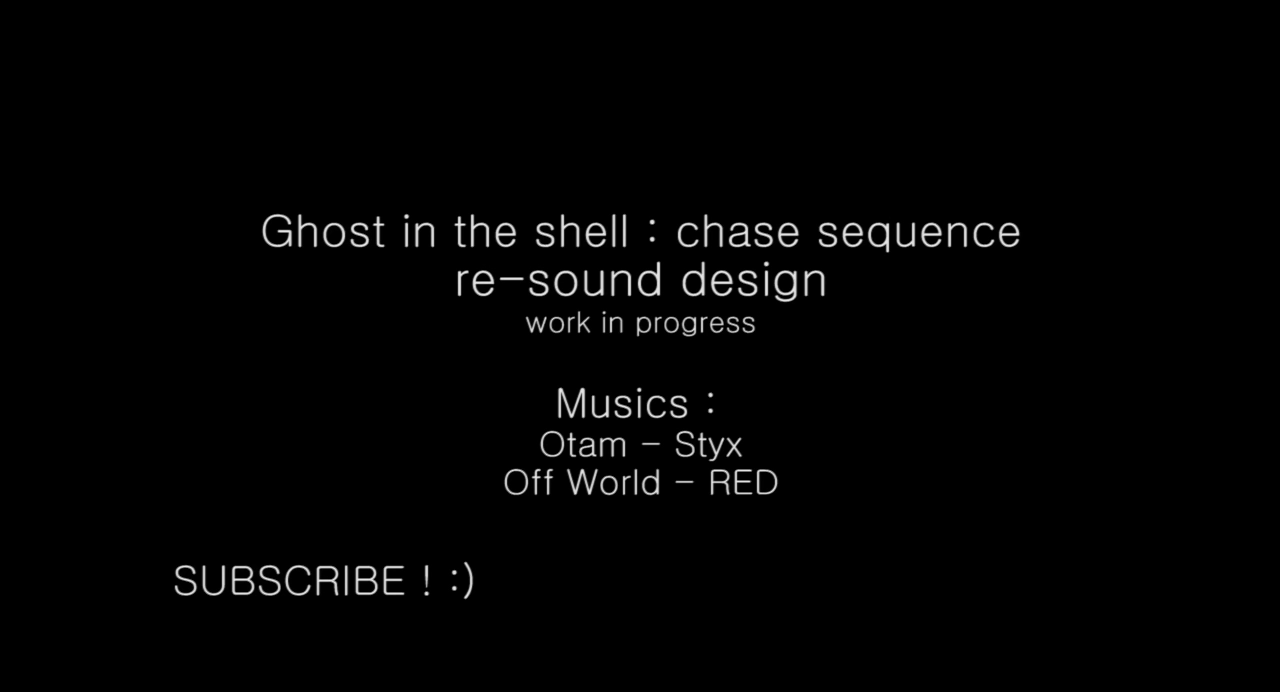 Ghost in the shell : chase sequence
re-sound design
work in progress
Musics :
Otam - Styx
Off World - RED
SUBSCRIBE ! :)